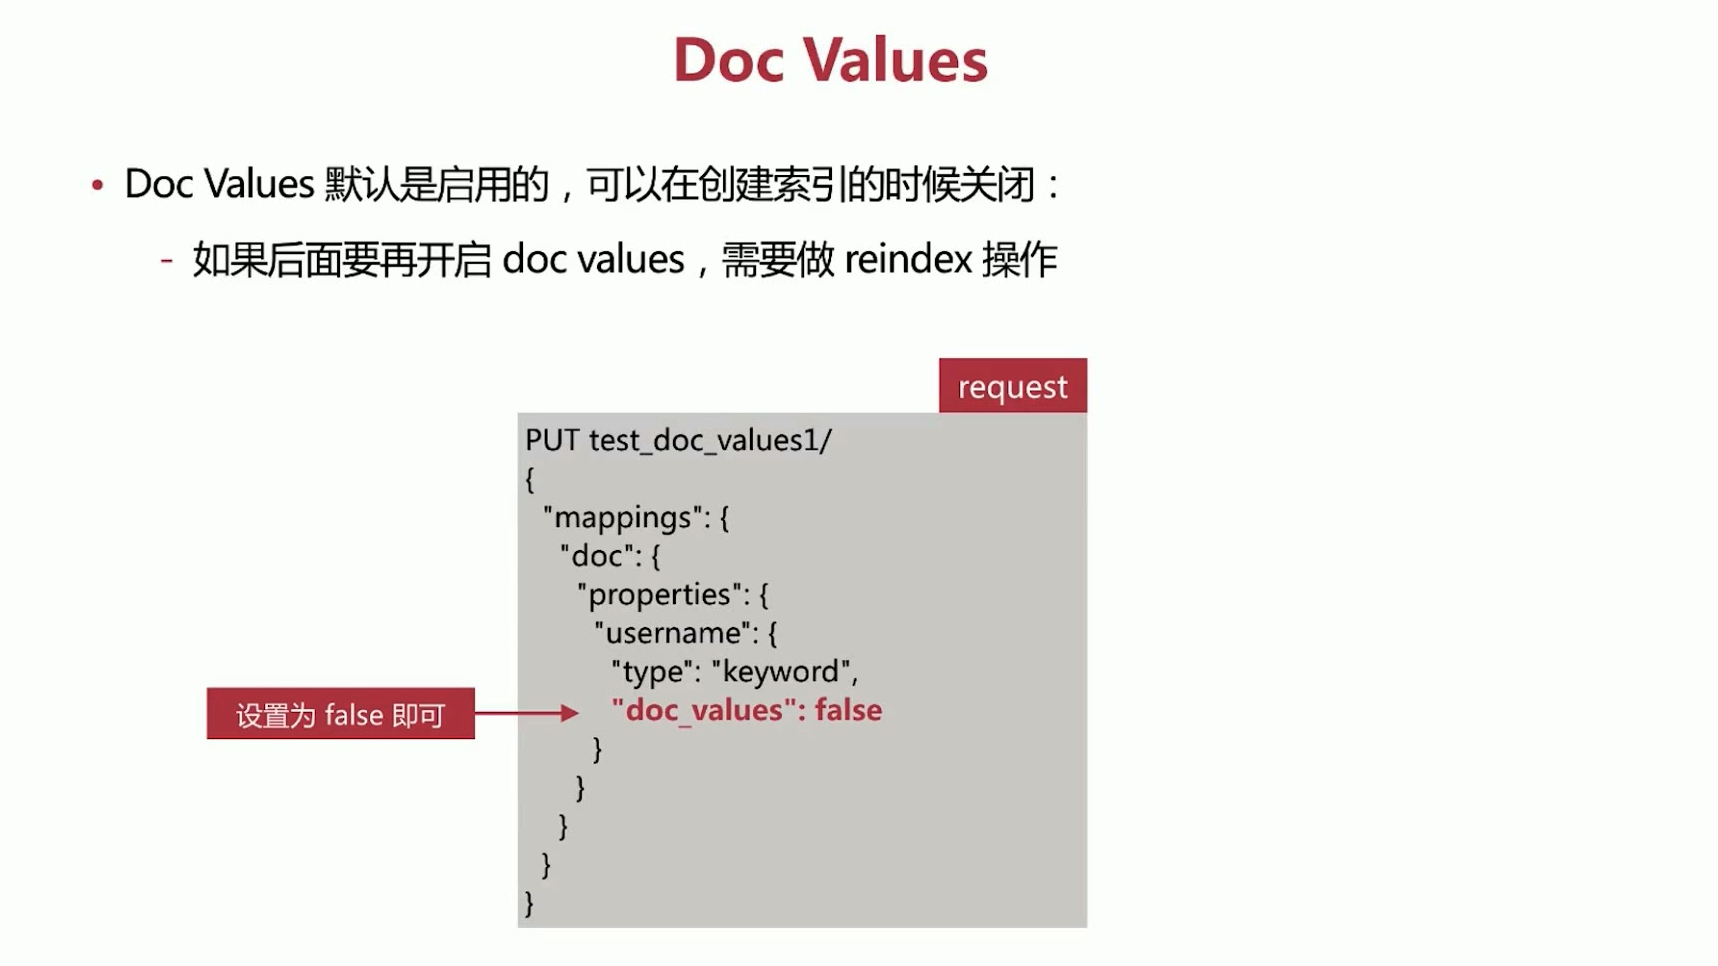 Doc Values
• Doc Values 默认是启用的，可以在创建索引的时候关闭：
- 如果后面要再开启 doc values，需要做 reindex 操作
request
PUT test_doc_values1/
{
"mappings": {
"doc": {
"properties": {
"username": {
"type": "keyword",
设置为 false 即可
"doc_values": false
}
}
}
}
}